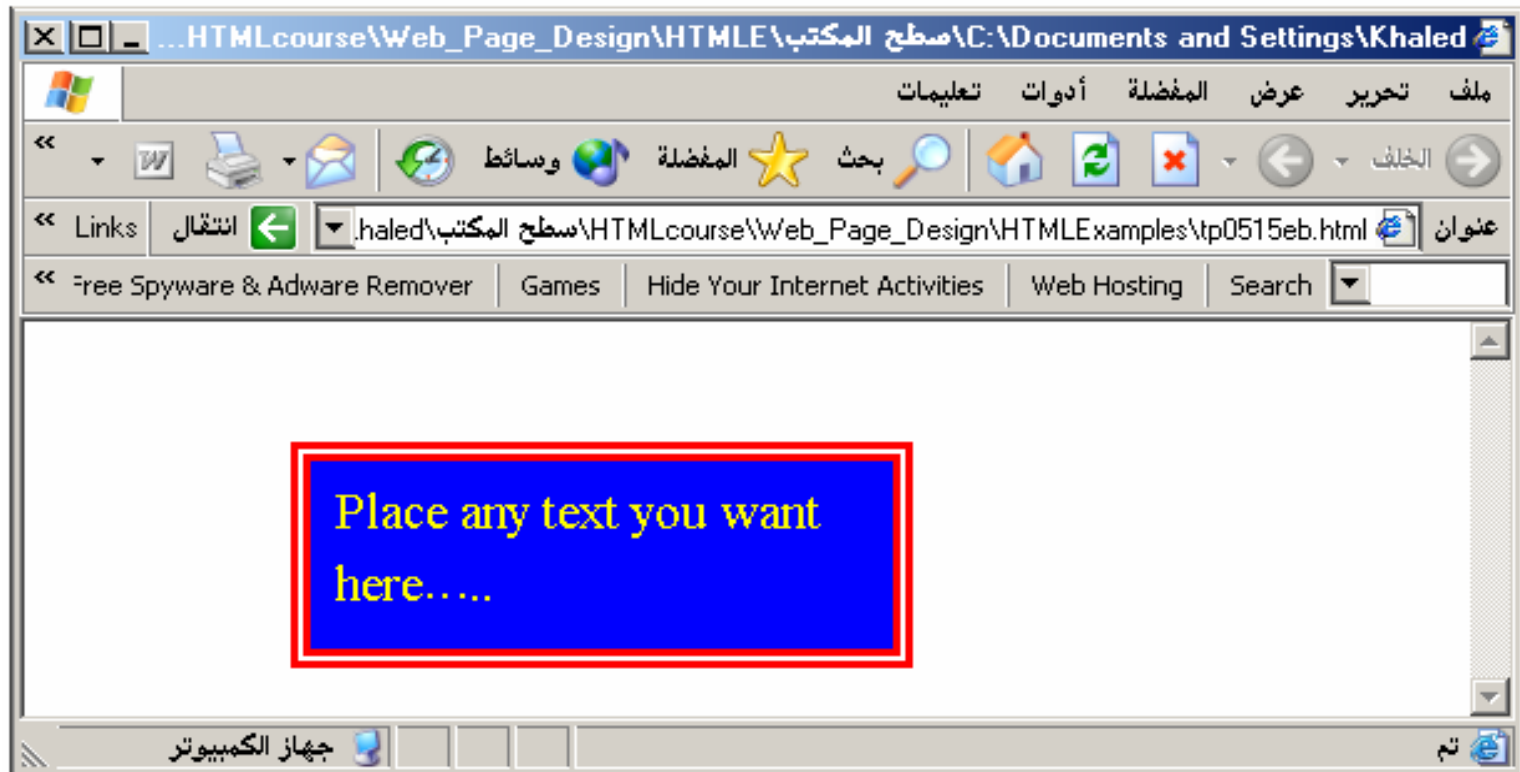 C:\Documents and Settings\Khaled\صطح المكتب\HTMLcourse\Web_Page_Design\HTMLE...
ملف تحرير عرض المفضلة أدوات تعليمات
الخلف بحث المفضلة وسائط
عنوان haled\سطح المكتب\HTMLcourse\Web_Page_Design\HTMLExamples\tp0515eb.html انتقال Links
Search Web Hosting Hide Your Internet Activities Games Free Spyware & Adware Remover
Place any text you want
here.....
تم جهاز الكمبيوتر